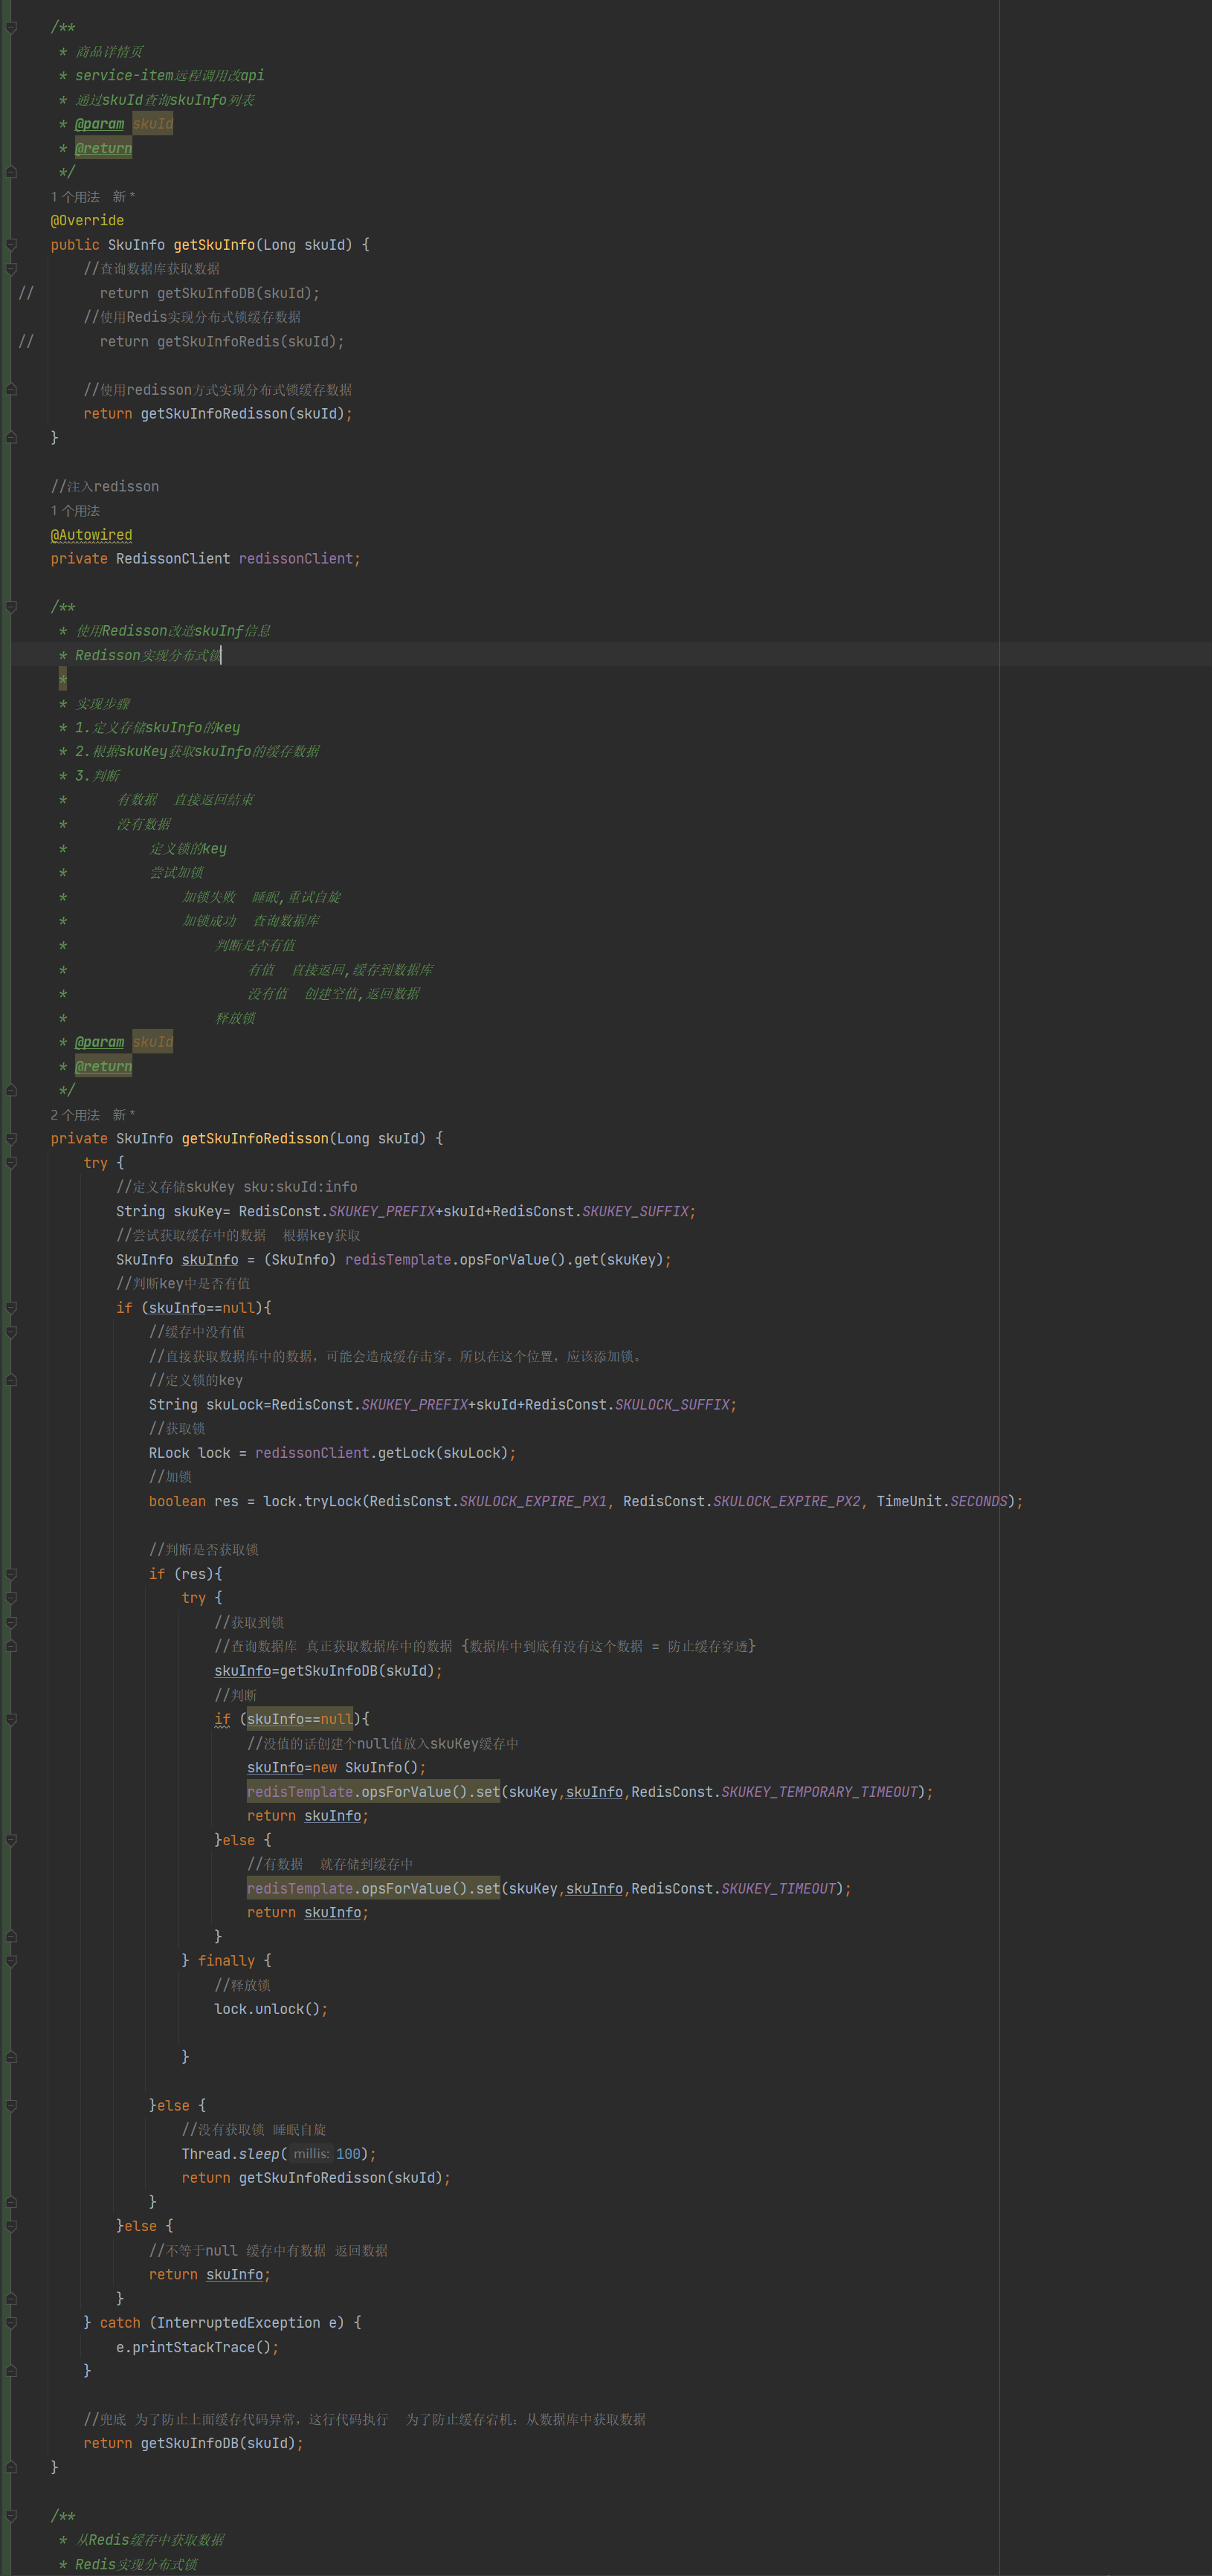 /**
* 商品详情页
* service-item远程调用改api
* 通过skuId查询skuInfo列表
* @param skuId
* @return
*/
1 个用法 新 *
@Override
public SkuInfo getSkuInfo(Long skuId) {
//查询数据库获取数据
// return getSkuInfoDB(skuId);
//使用Redis实现分布式锁缓存数据
// return getSkuInfoRedis(skuId);
//使用redisson方式实现分布式锁缓存数据
return getSkuInfoRedisson(skuId);
}
//注入redisson
1 个用法
@Autowired
private RedissonClient redissonClient;
/**
* 使用Redisson改造skuInf信息
* Redisson实现分布式锁
*
* 实现步骤
* 1.定义存储skuInfo的key
* 2.根据skuKey获取skuInfo的缓存数据
* 3.判断
* 有数据 直接返回结束
* 没有数据
* 定义锁的key
* 尝试加锁
* 加锁失败 睡眠,重试自旋
* 加锁成功 查询数据库
* 判断是否有值
* 有值 直接返回,缓存到数据库
* 没有值 创建空值,返回数据
* 释放锁
* @param skuId
* @return
*/
2 个用法 新 *
private SkuInfo getSkuInfoRedisson(Long skuId) {
try {
//定义存储skuKey sku:skuId:info
String skuKey= RedisConst.SKUKEY_PREFIX+skuId+RedisConst.SKUKEY_SUFFIX;
//尝试获取缓存中的数据 根据key获取
SkuInfo skuInfo = (SkuInfo) redisTemplate.opsForValue().get(skuKey);
//判断key中是否有值
if (skuInfo==null){
//缓存中没有值
//直接获取数据库中的数据，可能会造成缓存击穿。所以在这个位置，应该添加锁。
//定义锁的key
String skuLock=RedisConst.SKUKEY_PREFIX+skuId+RedisConst.SKULOCK_SUFFIX;
//获取锁
RLock lock = redissonClient.getLock(skuLock);
//加锁
boolean res = lock.tryLock(RedisConst.SKULOCK_EXPIRE_PX1, RedisConst.SKULOCK_EXPIRE_PX2, TimeUnit.SECONDS);
//判断是否获取锁
if (res){
try {
//获取到锁
//查询数据库 真正获取数据库中的数据 {数据库中到底有没有这个数据 = 防止缓存穿透}
skuInfo=getSkuInfoDB(skuId);
//判断
if (skuInfo==null){
//没值的话创建个null值放入skuKey缓存中
skuInfo=new SkuInfo();
redisTemplate.opsForValue().set(skuKey,skuInfo,RedisConst.SKUKEY_TEMPORARY_TIMEOUT);
return skuInfo;
}else {
//有数据 就存储到缓存中
redisTemplate.opsForValue().set(skuKey,skuInfo,RedisConst.SKUKEY_TIMEOUT);
return skuInfo;
}
} finally {
//释放锁
lock.unlock();
}
}else {
//没有获取锁 睡眠自旋
Thread.sleep( millis: 100);
return getSkuInfoRedisson(skuId);
}
}else {
//不等于null 缓存中有数据 返回数据
return skuInfo;
}
} catch (InterruptedException e) {
e.printStackTrace();
}
//兜底 为了防止上面缓存代码异常，这行代码执行 为了防止缓存宕机：从数据库中获取数据
return getSkuInfoDB(skuId);
}
/**
* 从Redis缓存中获取数据
* Redis实现分布式锁